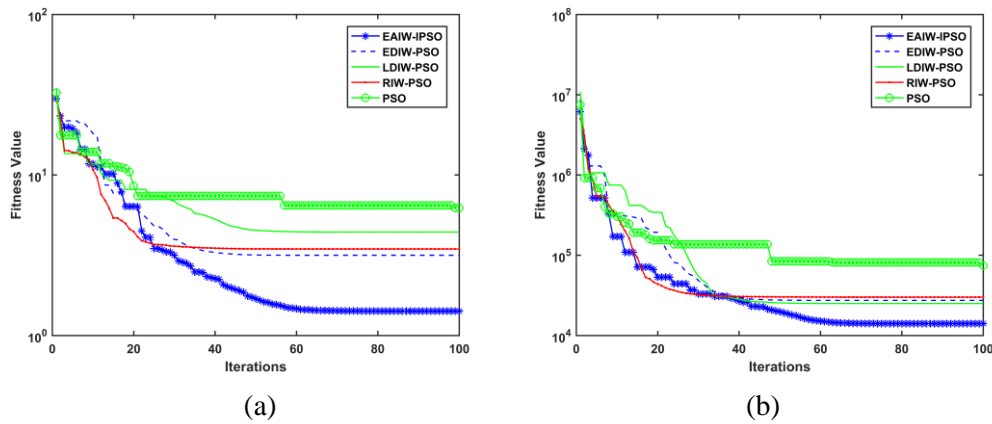 10^2
10^1
10^0
Fitness Value
0 20 40 60 80 100
Iterations
EAIW-IPSO
EDIW-PSO
LDIW-PSO
RIW-PSO
PSO
(a)
10^8
10^7
10^6
10^5
10^4
Fitness Value
0 20 40 60 80 100
Iterations
EAIW-IPSO
EDIW-PSO
LDIW-PSO
RIW-PSO
PSO
(b)